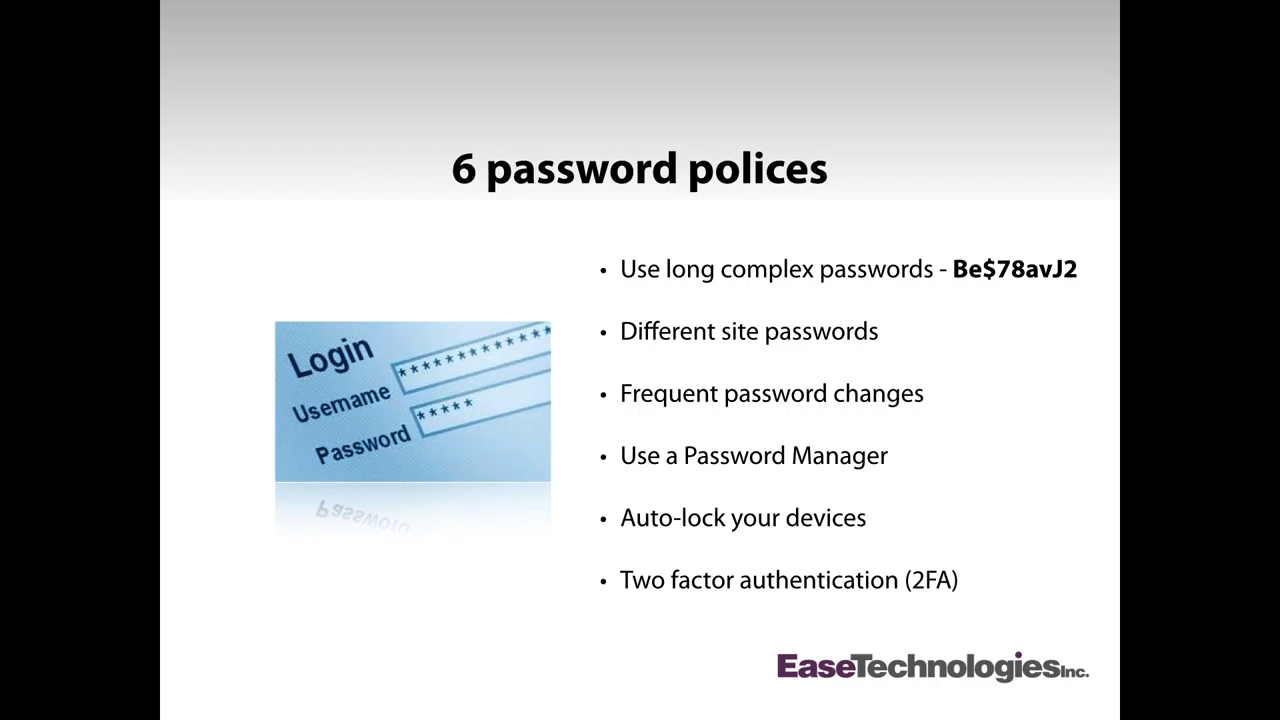 6 password polices
• Use long complex passwords - Be$78avJ2
• Different site passwords
• Frequent password changes
• Use a Password Manager
• Auto-lock your devices
• Two factor authentication (2FA)
Login
Username ************
Password *****
Password
EaseTechnologies Inc.